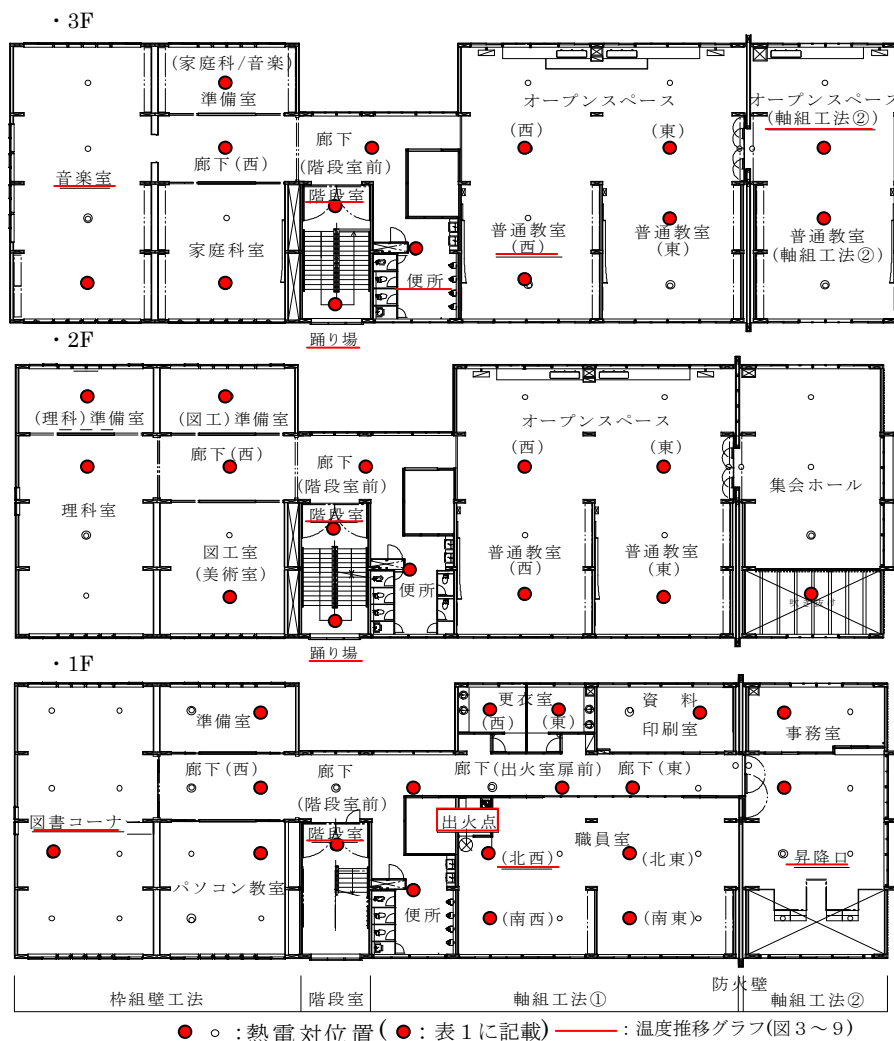 ・3F
(家庭科/音楽)
準備室
オープンスペース
オープンスペース
(軸組工法②)
廊下
(階段室前)
(西)
(東)
廊下(西)
音楽室
階段室
家庭科室
普通教室
(西)
普通教室
(東)
普通教室
(軸組工法②)
便所
踊り場
・2F
(理科)準備室
(図工)準備室
オープンスペース
廊下(西)
廊下
(階段室前)
(西)
(東)
集会ホール
理科室
階段室
図工室
(美術室)
普通教室
(西)
普通教室
(東)
便所
吹き抜け
踊り場
・1F
準備室
更衣室
(西)
(東)
資料
印刷室
事務室
廊下(西)
廊下
(階段室前)
廊下(出火室扉前)
廊下(東)
図書コーナ
階段室
出火点
職員室
パソコン教室
(北西)
(北東)
昇降口
便所
(南西)
(南東)
防火壁
枠組壁工法
階段室
軸組工法①
軸組工法②
:熱電対位置(　:表1に記載)
:温度推移グラフ(図3～9)